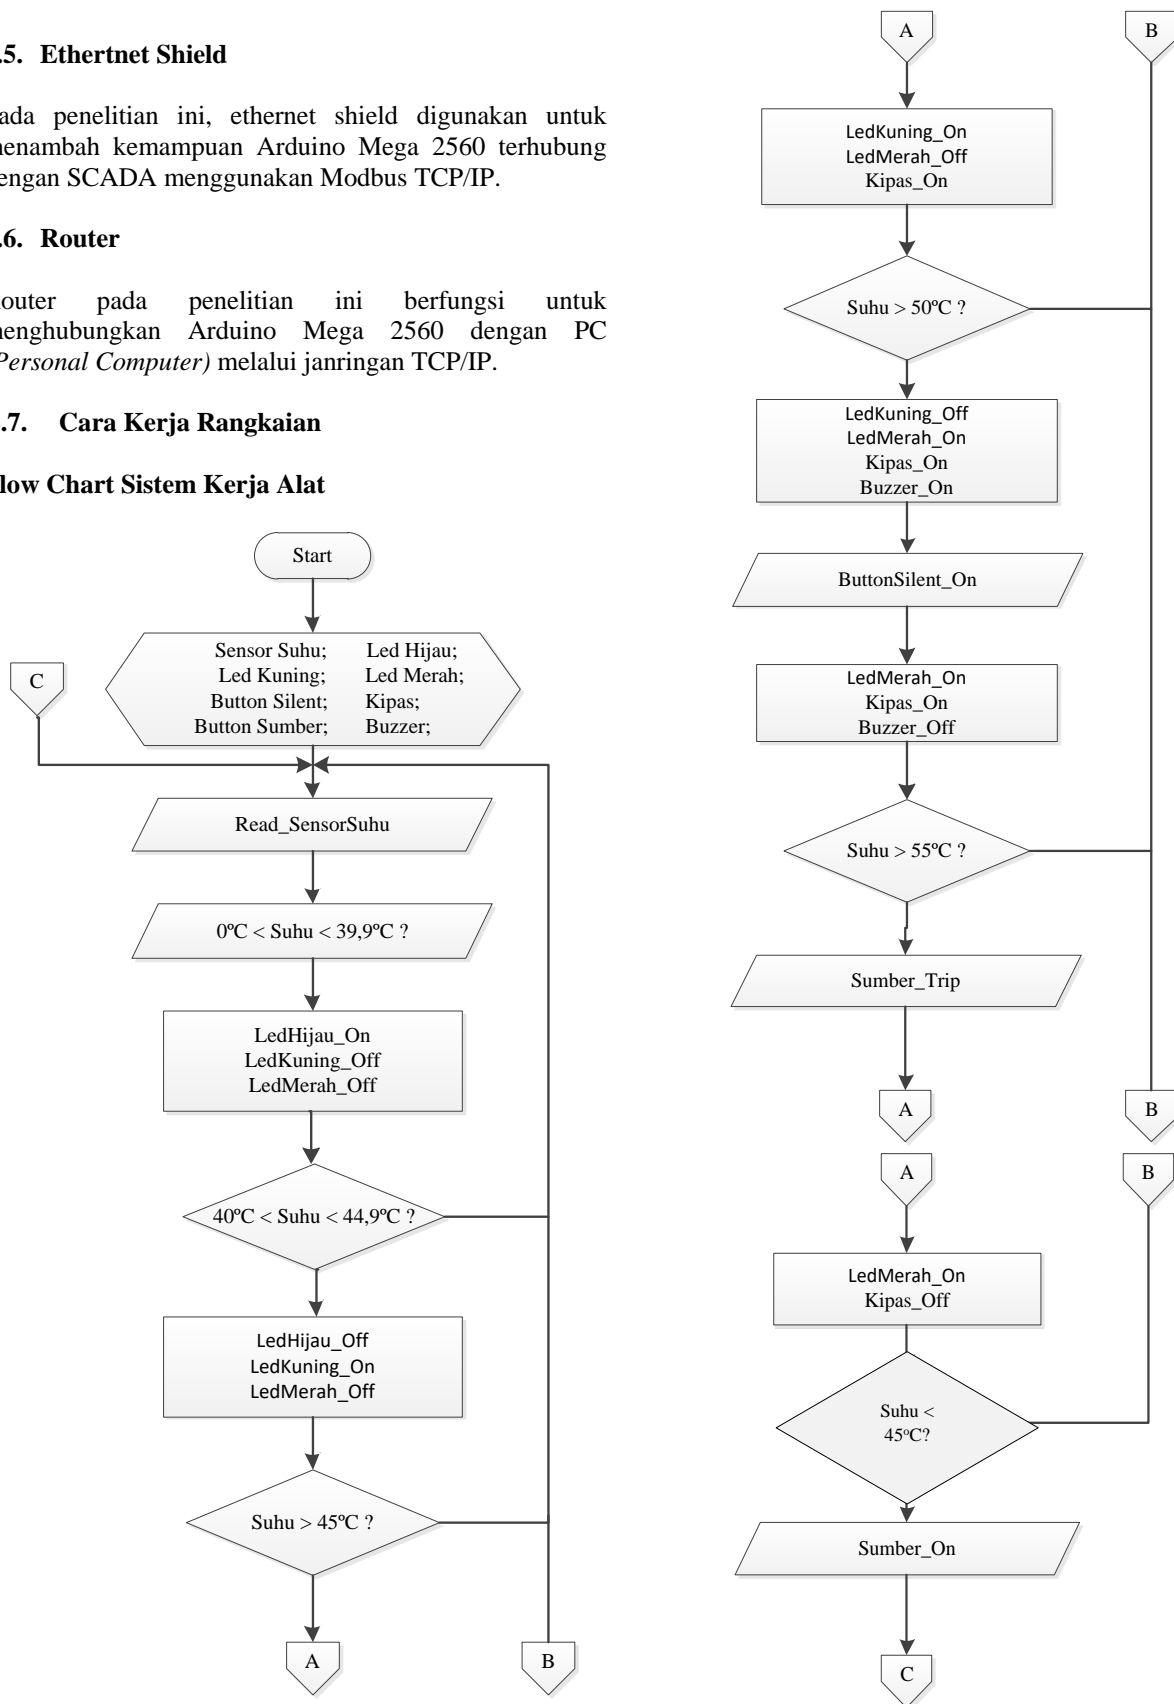 .5. Ethertnet Shield
ada penelitian ini, ethernet shield digunakan untuk
enambah kemampuan Arduino Mega 2560 terhubung
engan SCADA menggunakan Modbus TCP/IP.
.6. Router
outer pada penelitian ini berfungsi untuk
enghubungkan Arduino Mega 2560 dengan PC
Personal Computer) melalui janringan TCP/IP.
.7. Cara Kerja Rangkaian
low Chart Sistem Kerja Alat
Start
Sensor Suhu; Led Hijau;
Led Kuning; Led Merah;
Button Silent; Kipas;
Button Sumber; Buzzer;
C
Read_SensorSuhu
0ºC < Suhu < 39,9ºC ?
LedHijau_On
LedKuning_Off
LedMerah_Off
40ºC < Suhu < 44,9ºC ?
LedHijau_Off
LedKuning_On
LedMerah_Off
Suhu > 45ºC ?
A
B
A
B
LedKuning_On
LedMerah_Off
Kipas_On
Suhu > 50ºC ?
LedKuning_Off
LedMerah_On
Kipas_On
Buzzer_On
ButtonSilent_On
LedMerah_On
Kipas_On
Buzzer_Off
Suhu > 55ºC ?
Sumber_Trip
A
B
A
B
LedMerah_On
Kipas_Off
Suhu <
45ºC?
Sumber_On
C